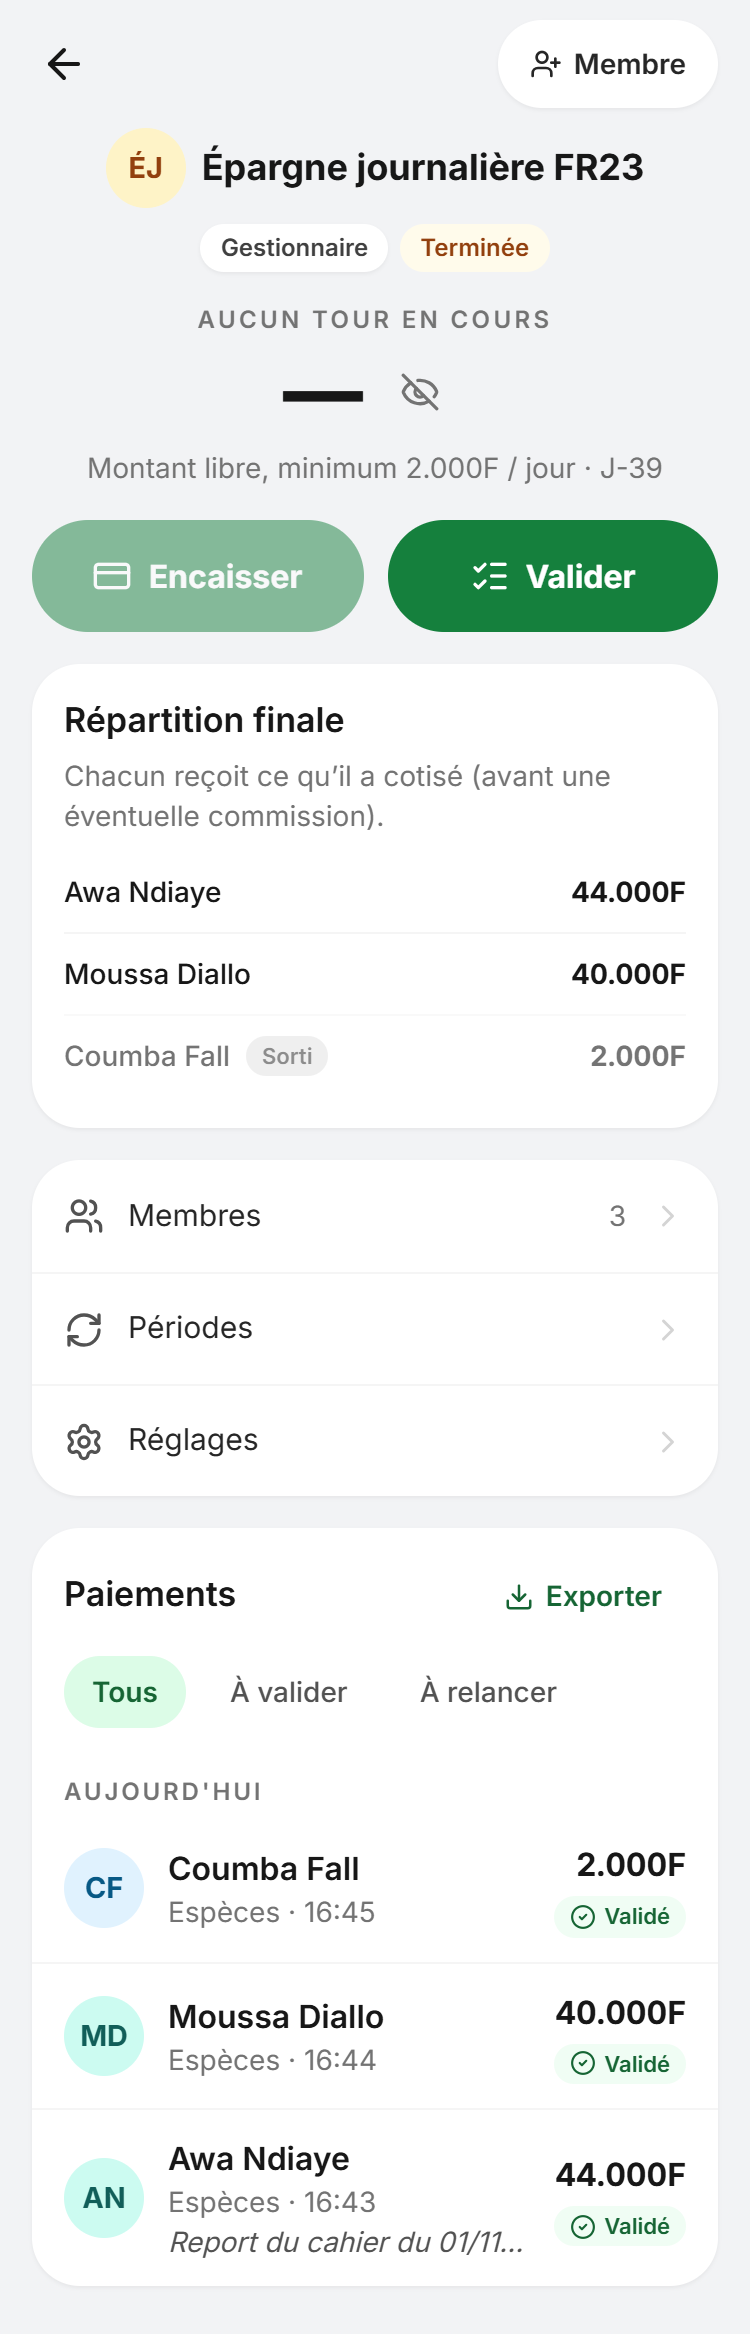 Membre
ÉJ Épargne journalière FR23
Gestionnaire Terminée
AUCUN TOUR EN COURS
—
Montant libre, minimum 2.000F / jour · J-39
Encaisser Valider
Répartition finale
Chacun reçoit ce qu’il a cotisé (avant une
éventuelle commission).
Awa Ndiaye 44.000F
Moussa Diallo 40.000F
Coumba Fall Sorti 2.000F
Membres 3
Périodes
Réglages
Paiements Exporter
Tous À valider À relancer
AUJOURD'HUI
CF Coumba Fall 2.000F
Espèces · 16:45 Validé
MD Moussa Diallo 40.000F
Espèces · 16:44 Validé
AN Awa Ndiaye 44.000F
Espèces · 16:43 Validé
Report du cahier du 01/11...